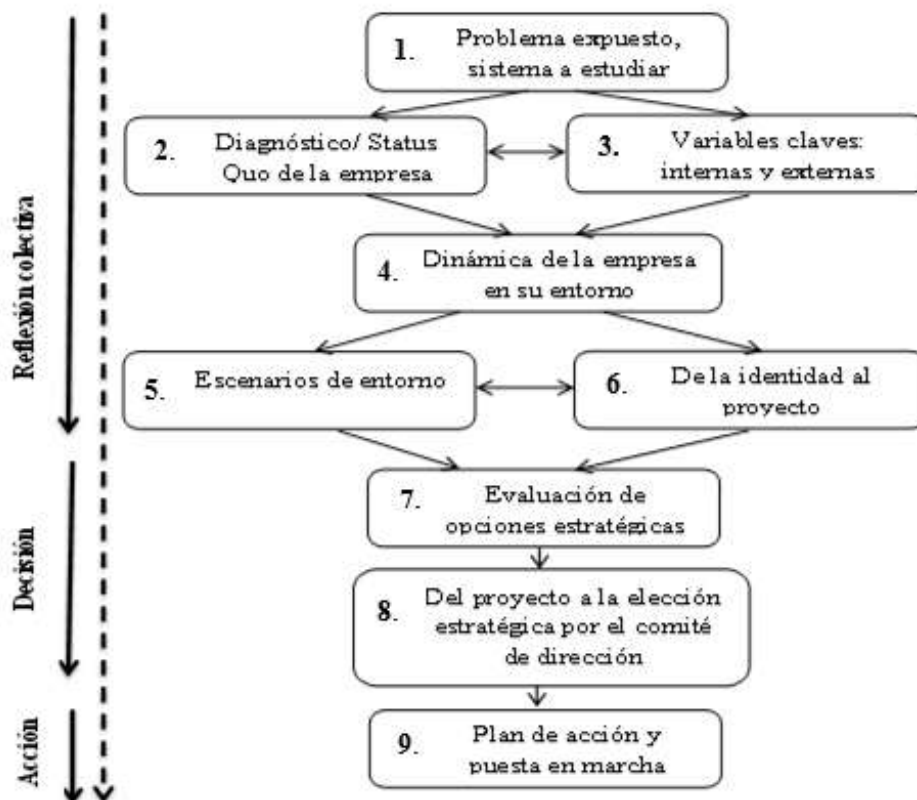 1. Problema expuesto,
sistema a estudiar
2. Diagnóstico/ Status
Quo de la empresa
3. Variables claves:
internas y externas
4. Dinámica de la empresa
en su entorno
5. Escenarios de entorno
6. De la identidad al
proyecto
7. Evaluación de
opciones estratégicas
8. Del proyecto a la elección
estratégica por el comité
de dirección
9. Plan de acción y
puesta en marcha
Reflexión colectiva
Decisión
Acción